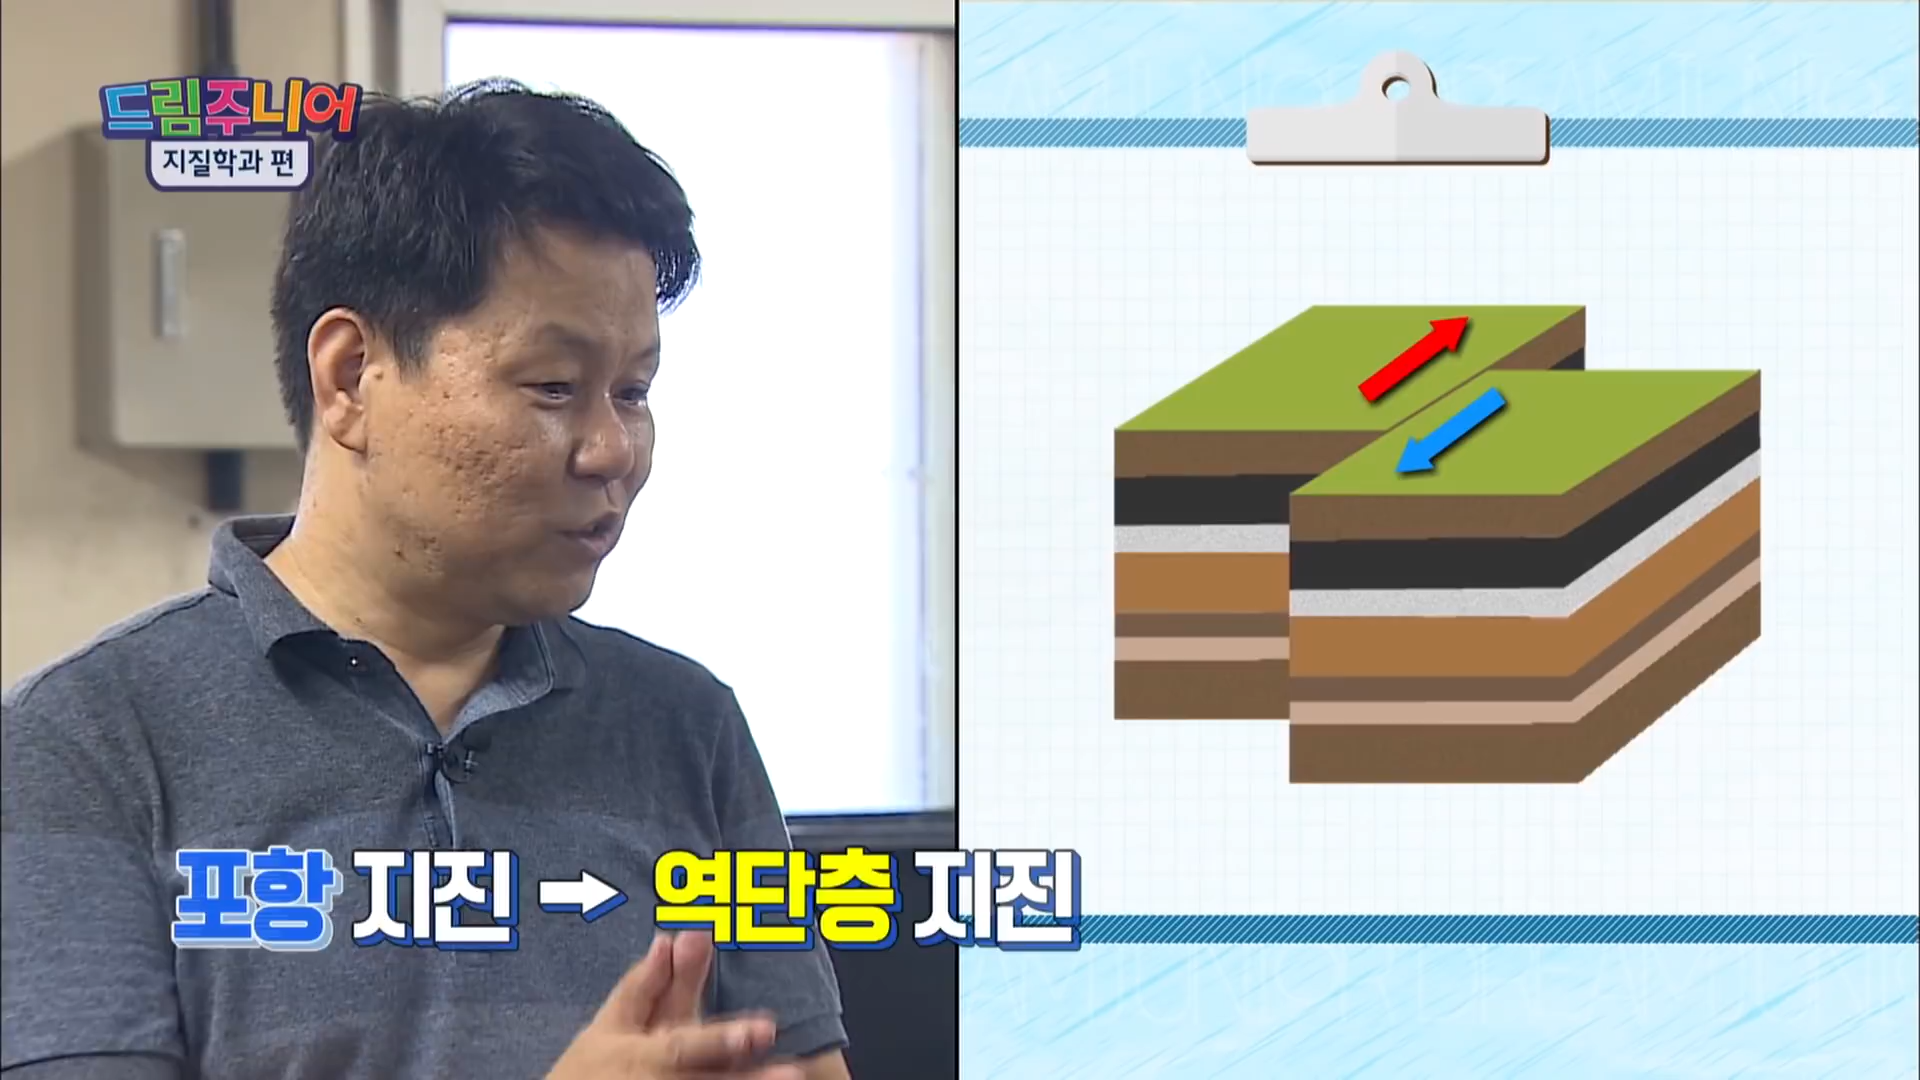 드림주니어
지질학과 편
포항 지진 → 역단층 지진